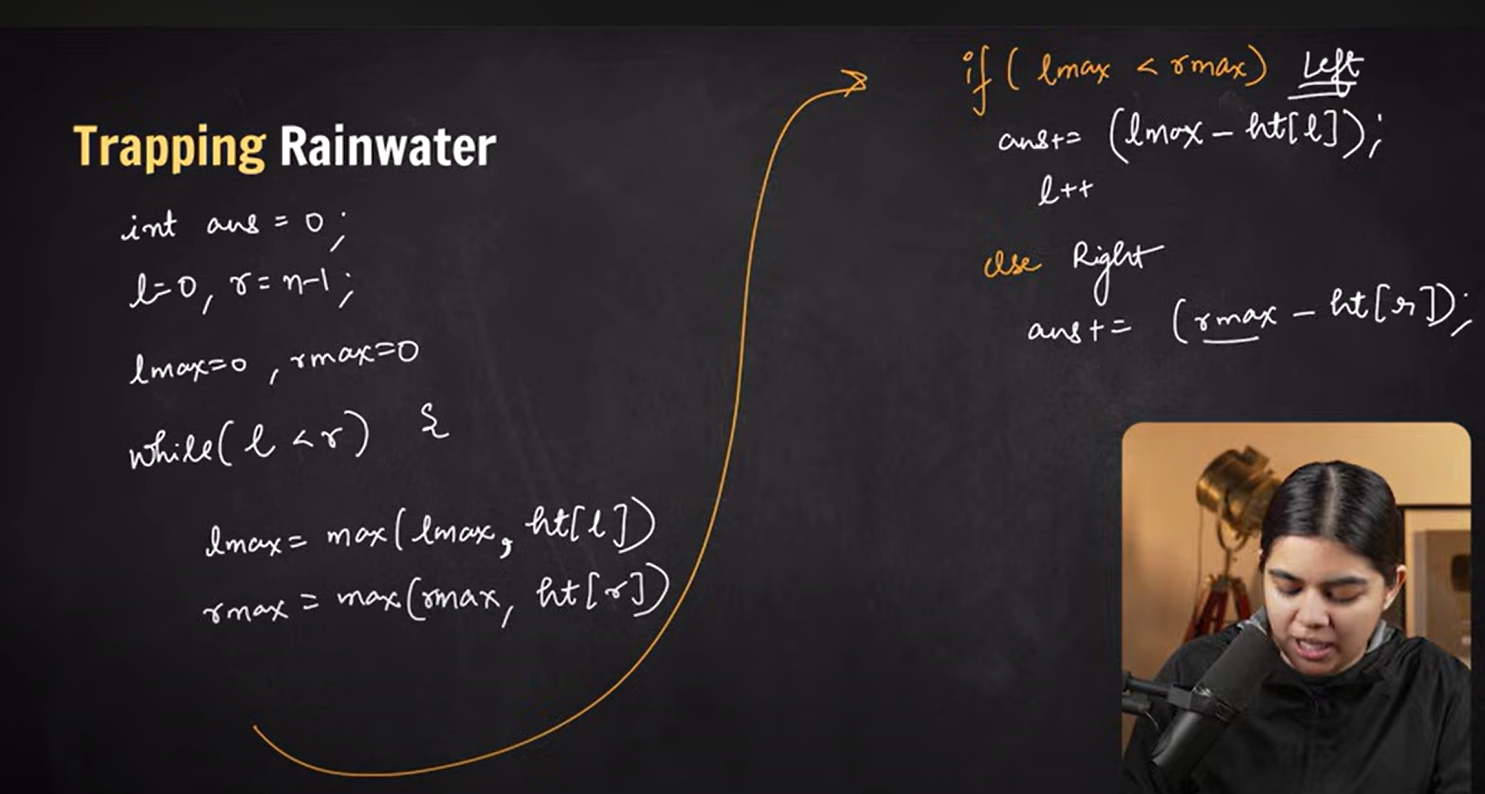 Trapping Rainwater
int ans = 0;
l=0, r=n-1;
lmax=0, rmax=0
while(l<r) {
lmax = max(lmax, ht[l])
rmax = max(rmax, ht[r])
if(lmax < rmax) Left
ans+= (lmax - ht[l]);
l++
else Right
ans+= (rmax - ht[r]);